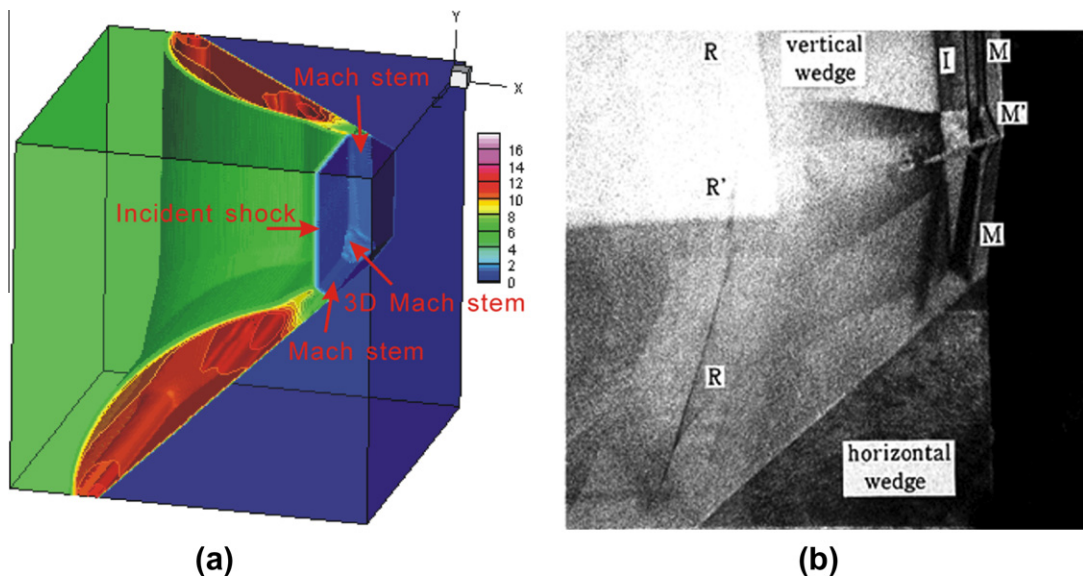 Y
X
Z
Mach stem
16
14
12
10
8
6
4
2
0
Incident shock
3D Mach stem
Mach stem
(a)
R
vertical
wedge
I
M
M'
R'
M
R
horizontal
wedge
(b)